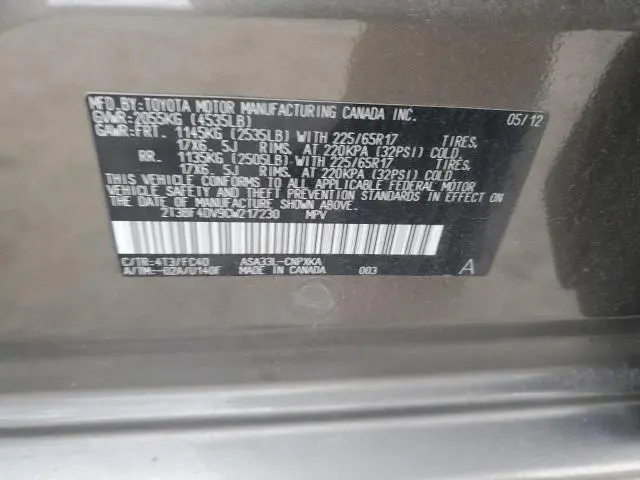 MFD.BY:TOYOTA MOTOR MANUFACTURING CANADA INC. 05/12
GVWR:2055KG (4535LB)
GAWR:FRT. 1145KG (2535LB) WITH 225/65R17 TIRES,
17X6.5J RIMS, AT 220KPA (32PSI) COLD
RR. 1135KG (2505LB) WITH 225/65R17 TIRES,
17X6.5J RIMS, AT 220KPA (32PSI) COLD.
THIS VEHICLE CONFORMS TO ALL APPLICABLE FEDERAL MOTOR
VEHICLE SAFETY AND THEFT PREVENTION STANDARDS IN EFFECT ON
THE DATE OF MANUFACTURE SHOWN ABOVE.
2T3BF4DV9CW217230 MPV
C/TR:4T3/FC40 ASA33L-CNPXKA
A/TM:-02A/U140F MADE IN CANADA 003 A